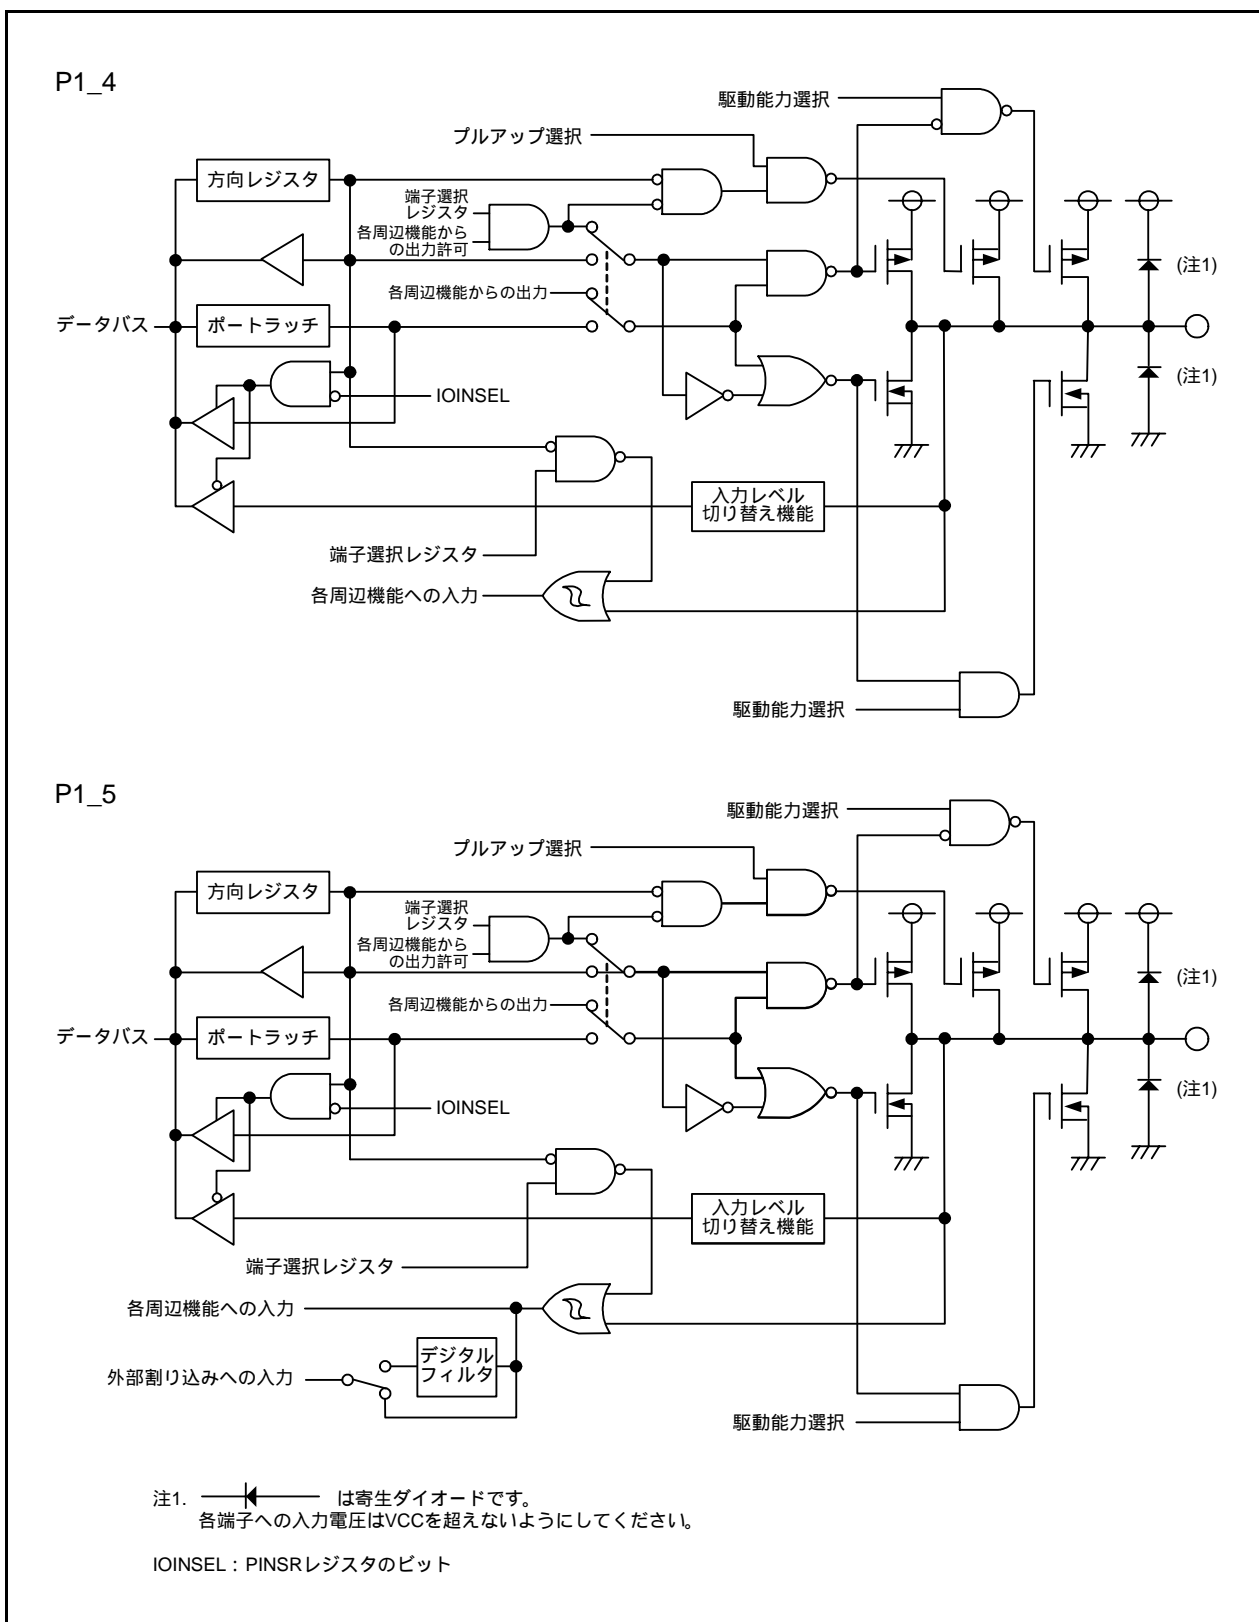 P1_4
駆動能力選択
プルアップ選択
方向レジスタ
端子選択
レジスタ
各周辺機能から
の出力許可
(注1)
各周辺機能からの出力
データバス
ポートラッチ
(注1)
IOINSEL
入力レベル
切り替え機能
端子選択レジスタ
各周辺機能への入力
駆動能力選択
P1_5
駆動能力選択
プルアップ選択
方向レジスタ
端子選択
レジスタ
各周辺機能から
の出力許可
(注1)
各周辺機能からの出力
データバス
ポートラッチ
(注1)
IOINSEL
入力レベル
切り替え機能
端子選択レジスタ
各周辺機能への入力
デジタル
フィルタ
外部割り込みへの入力
駆動能力選択
注1. は寄生ダイオードです。
各端子への入力電圧はVCCを超えないようにしてください。
IOINSEL：PINSRレジスタのビット